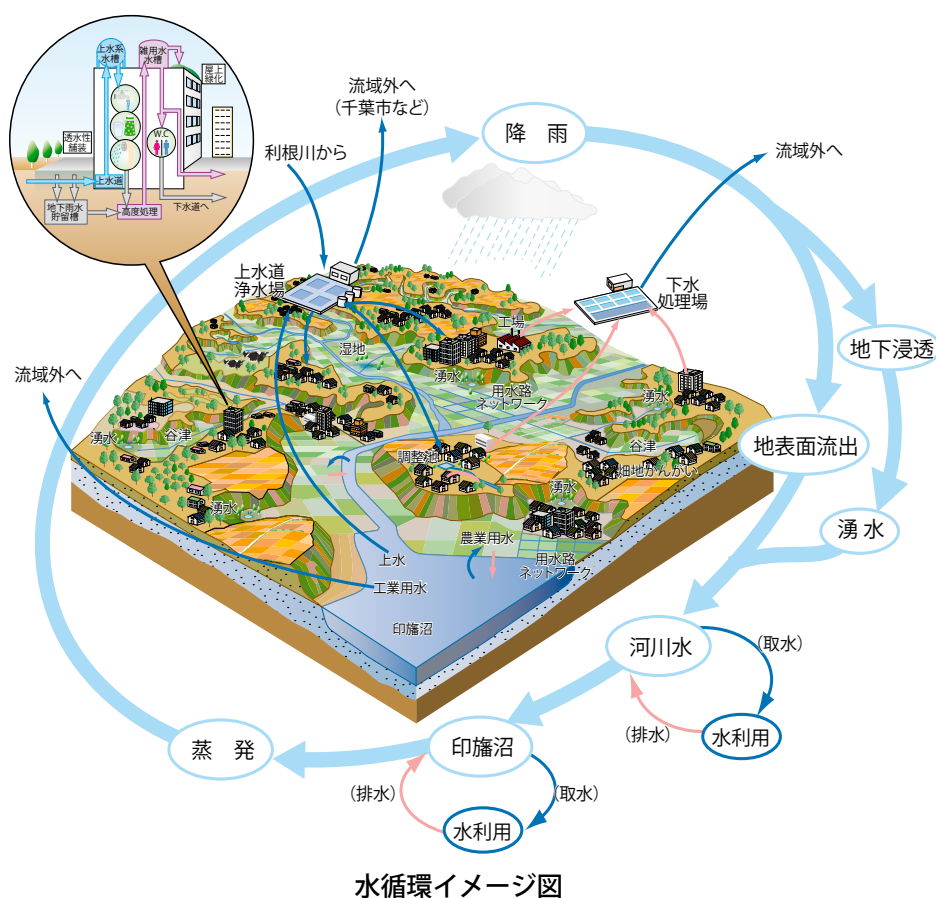 上水系
水槽
雑用水
水槽
屋上
緑化
透水性
舗装
W.C
上水道
地下雨水
貯留槽
高度処理
下水道へ
流域外へ
(千葉市など)
利根川から
降 雨
流域外へ
上水道
浄水場
下水
処理場
工場
湿地
地下浸透
流域外へ
湧水
用水路
ネットワーク
湧水
湧水
谷津
調整池
谷津
畑地かんがい
地表面流出
湧水
湧水
湧 水
農業用水
上水
用水路
ネットワーク
工業用水
印旛沼
河川水
(取水)
(排水)
水利用
蒸 発
印旛沼
(排水)
(取水)
水利用
水循環イメージ図